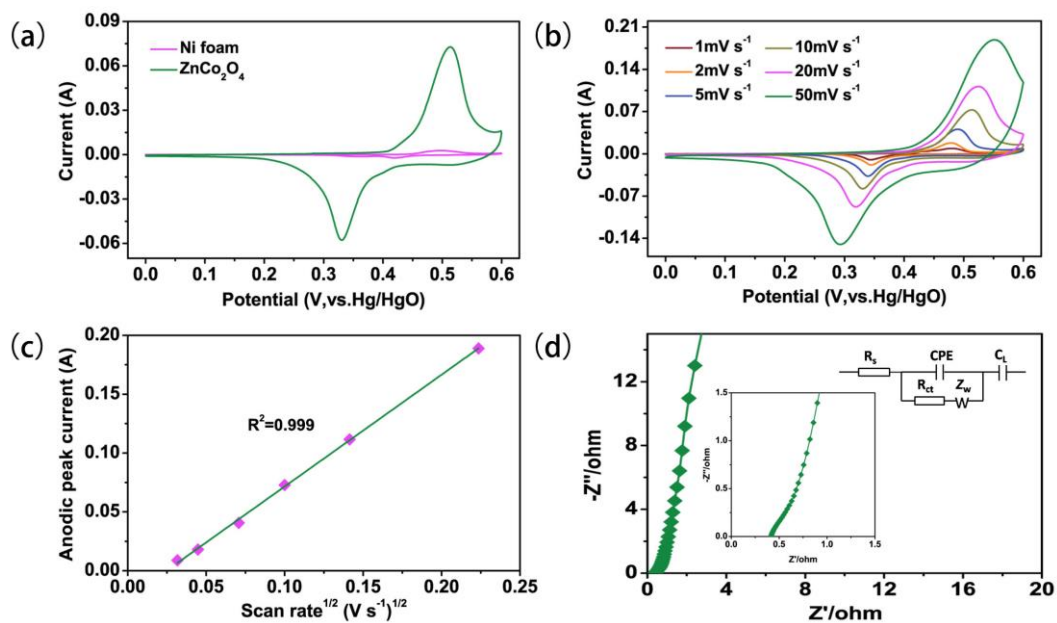 (a)
Ni foam
ZnCo₂O₄
0.09
0.06
0.03
0.00
-0.03
-0.06
Current (A)
0.0 0.1 0.2 0.3 0.4 0.5 0.6
Potential (V,vs.Hg/HgO)
(b)
1mV s⁻¹ 10mV s⁻¹
2mV s⁻¹ 20mV s⁻¹
5mV s⁻¹ 50mV s⁻¹
0.21
0.14
0.07
0.00
-0.07
-0.14
Current (A)
0.0 0.1 0.2 0.3 0.4 0.5 0.6
Potential (V,vs.Hg/HgO)
(c)
R²=0.999
0.20
0.15
0.10
0.05
0.00
Anodic peak current (A)
0.00 0.05 0.10 0.15 0.20 0.25
Scan rate¹ᐟ² (V s⁻¹)¹ᐟ²
(d)
Rs CPE CL
Rct Zw
12
8
4
0
-Z''/ohm
1.5
1.0
0.5
0.0
-Z''/ohm
0.0 0.5 1.0 1.5
Z'/ohm
0 4 8 12 16 20
Z'/ohm